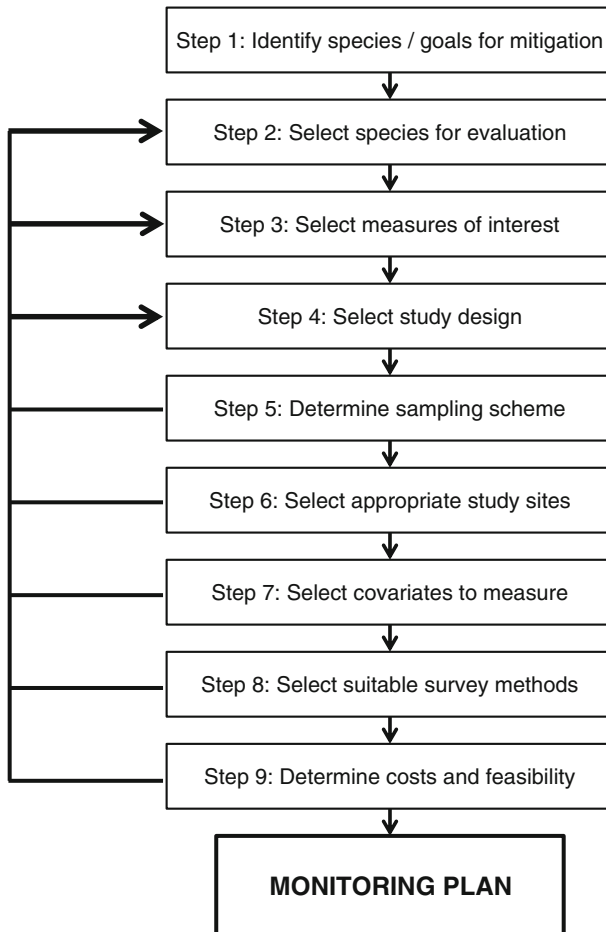 Step 1: Identify species / goals for mitigation
Step 2: Select species for evaluation
Step 3: Select measures of interest
Step 4: Select study design
Step 5: Determine sampling scheme
Step 6: Select appropriate study sites
Step 7: Select covariates to measure
Step 8: Select suitable survey methods
Step 9: Determine costs and feasibility
MONITORING PLAN